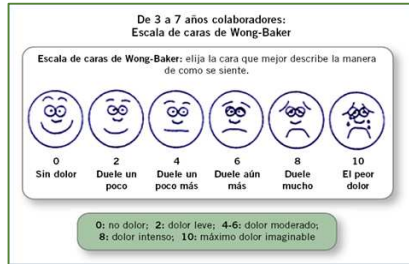 De 3 a 7 años colaboradores:
Escala de caras de Wong-Baker
Escala de caras de Wong-Baker: elija la cara que mejor describe la manera
de como se siente.
0 2 4 6 8 10
Sin dolor Duele un Duele un Duele aún Duele El peor
poco poco más más mucho dolor
0: no dolor; 2: dolor leve; 4-6: dolor moderado;
8: dolor intenso; 10: máximo dolor imaginable